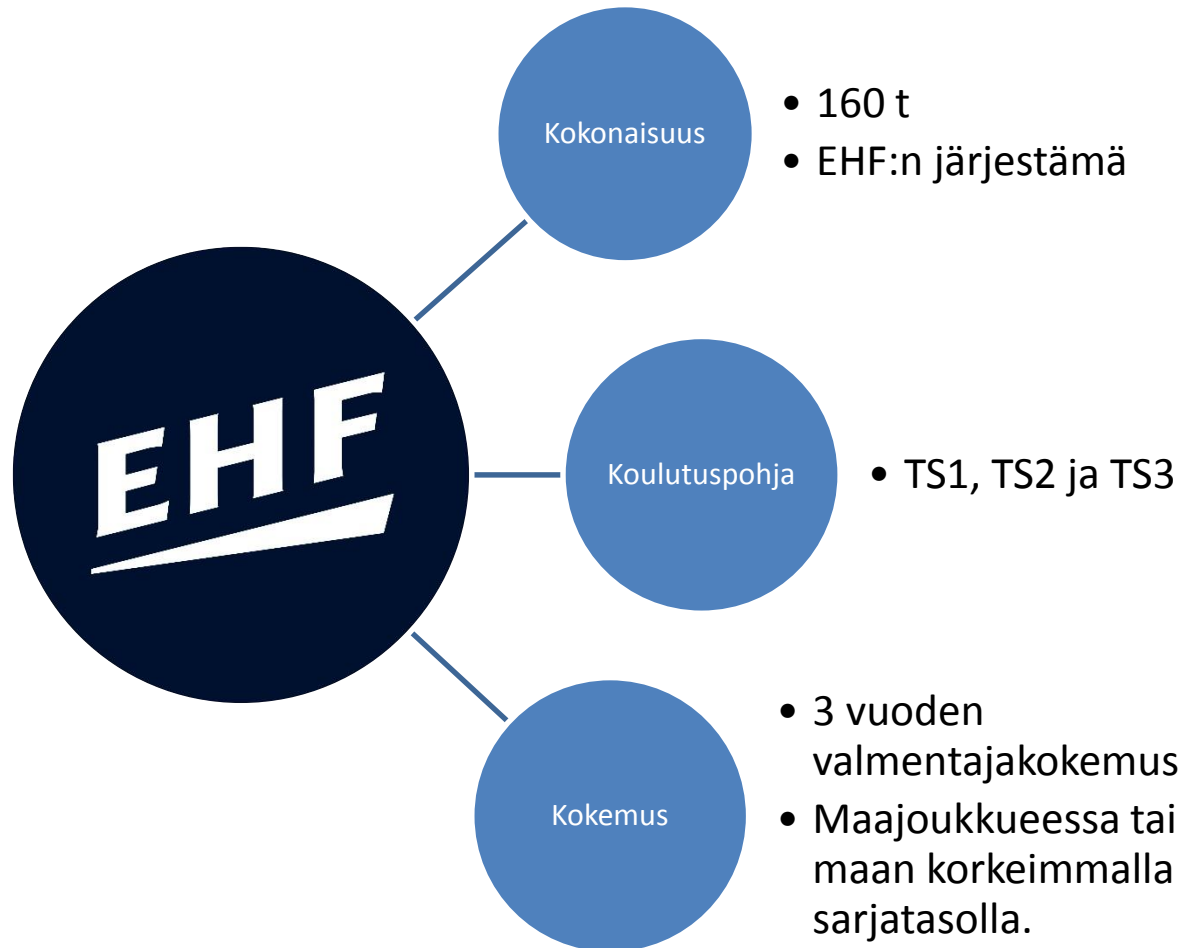 Kokonaisuus
• 160 t
• EHF:n järjestämä
EHF
Koulutuspohja
• TS1, TS2 ja TS3
Kokemus
• 3 vuoden
valmentajakokemus
• Maajoukkueessa tai
maan korkeimmalla
sarjatasolla.